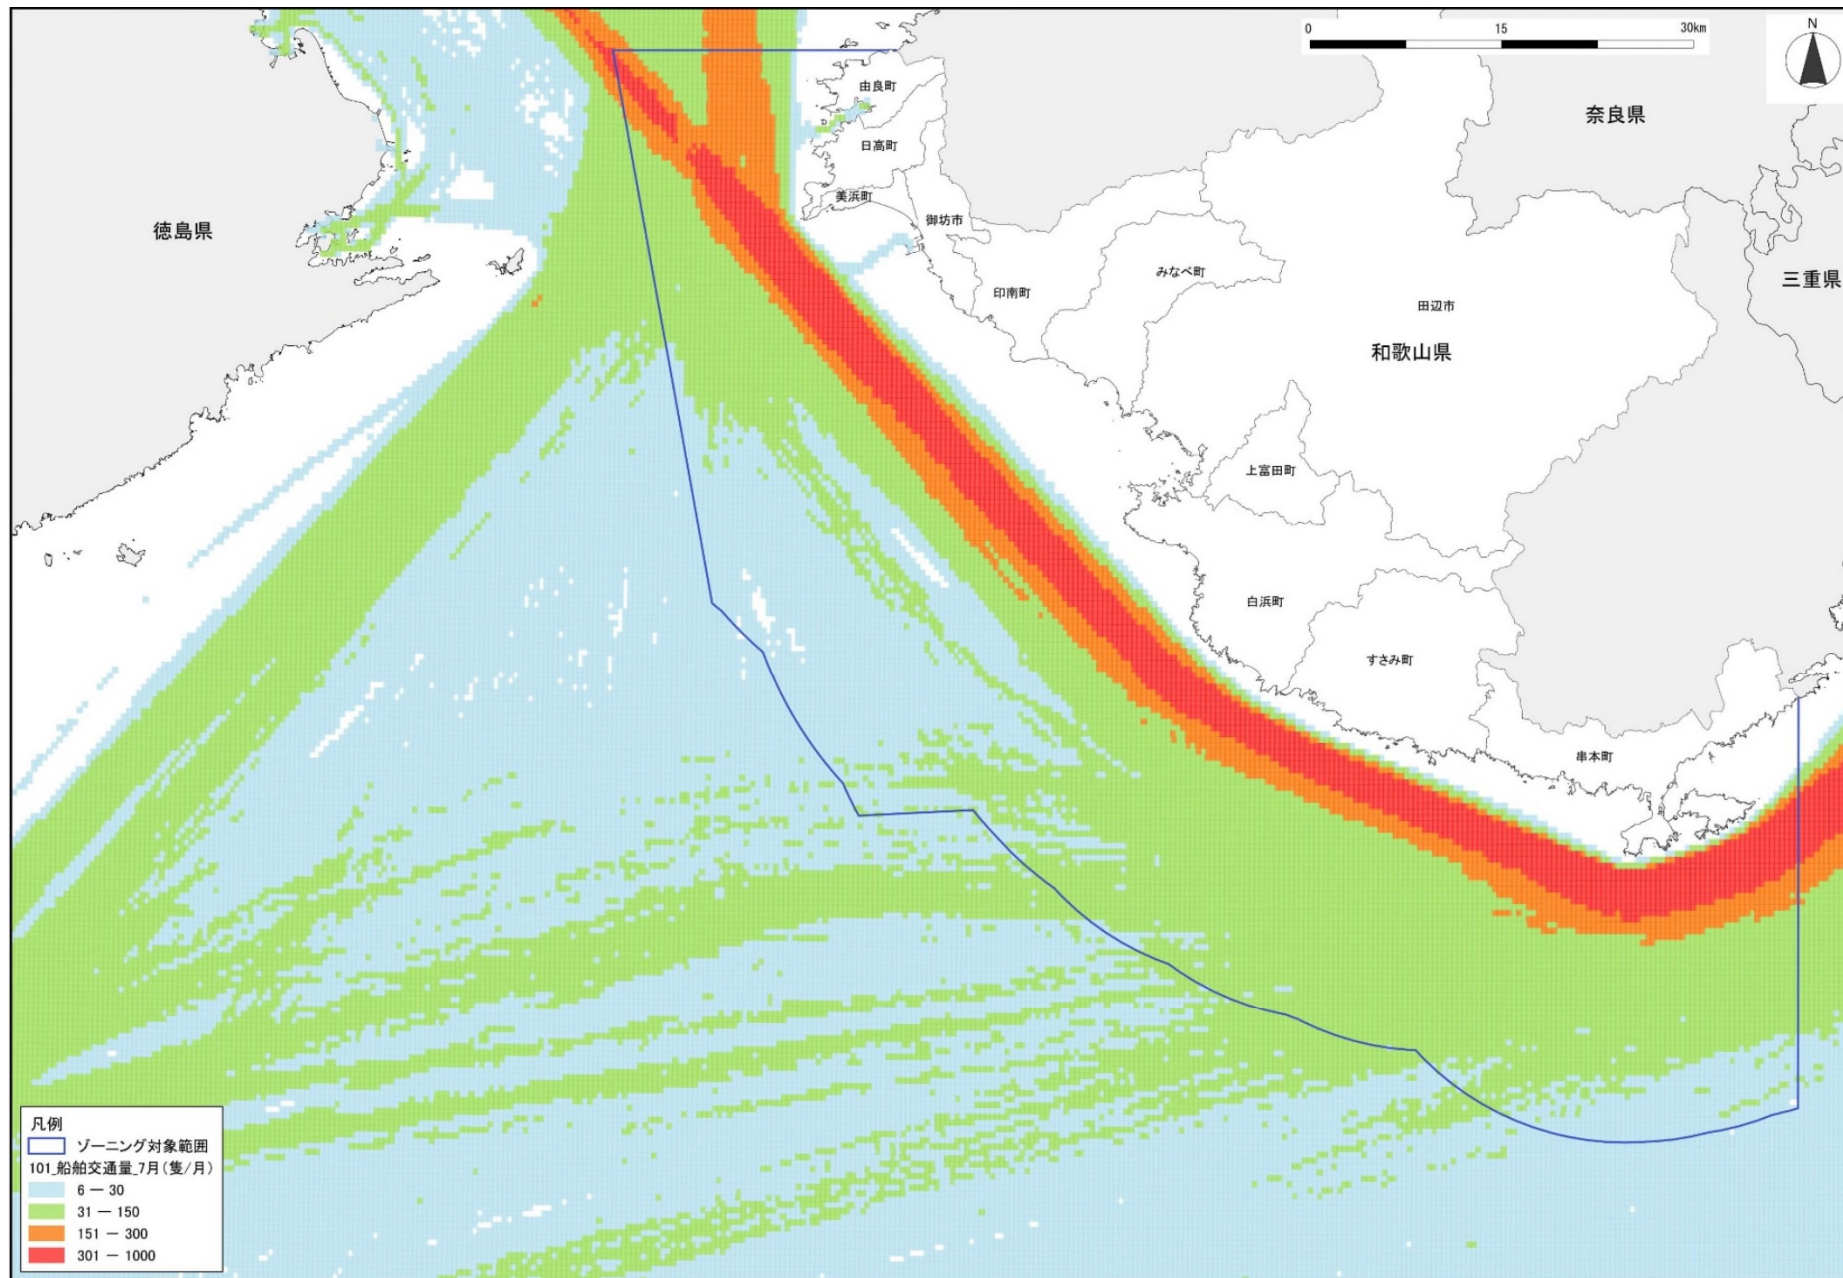 0 15 30km
N
由良町
奈良県
日高町
美浜町
徳島県
御坊市
みなべ町
三重県
印南町
田辺市
和歌山県
上富田町
白浜町
すさみ町
串本町
凡例
ゾーニング対象範囲
101_船舶交通量_7月(隻/月)
6 － 30
31 － 150
151 － 300
301 － 1000